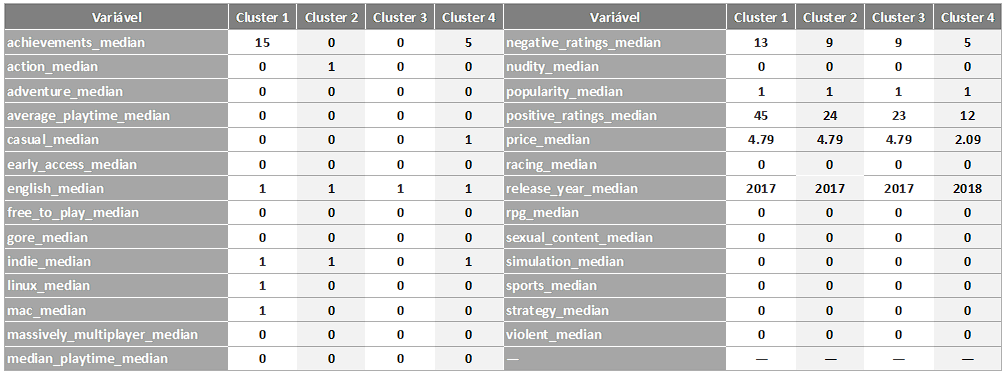 Variável Cluster 1 Cluster 2 Cluster 3 Cluster 4 Variável Cluster 1 Cluster 2 Cluster 3 Cluster 4
achievements_median 15 0 0 5 negative_ratings_median 13 9 9 5
action_median 0 1 0 0 nudity_median 0 0 0 0
adventure_median 0 0 0 0 popularity_median 1 1 1 1
average_playtime_median 0 0 0 0 positive_ratings_median 45 24 23 12
casual_median 0 0 0 1 price_median 4.79 4.79 4.79 2.09
early_access_median 0 0 0 0 racing_median 0 0 0 0
english_median 1 1 1 1 release_year_median 2017 2017 2017 2018
free_to_play_median 0 0 0 0 rpg_median 0 0 0 0
gore_median 0 0 0 0 sexual_content_median 0 0 0 0
indie_median 1 1 0 1 simulation_median 0 0 0 0
linux_median 1 0 0 0 sports_median 0 0 0 0
mac_median 1 0 0 0 strategy_median 0 0 0 0
massively_multiplayer_median 0 0 0 0 violent_median 0 0 0 0
median_playtime_median 0 0 0 0 — — — — —